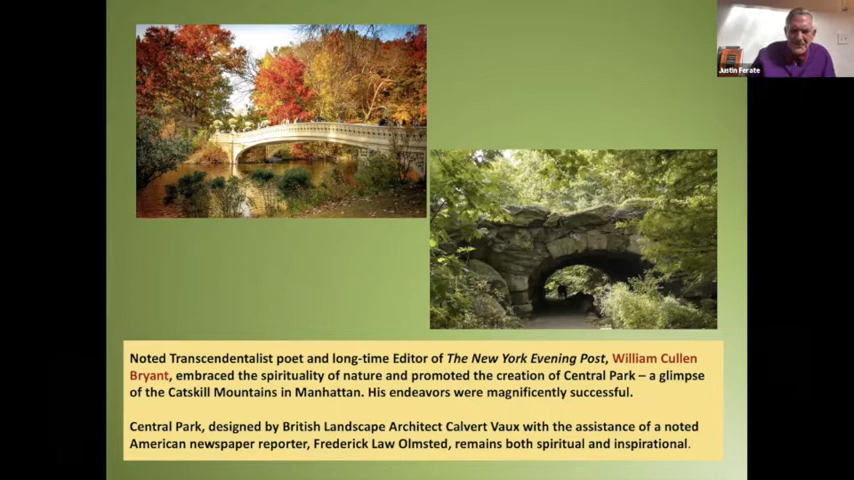 Justin Ferate
Noted Transcendentalist poet and long-time Editor of The New York Evening Post, William Cullen
Bryant, embraced the spirituality of nature and promoted the creation of Central Park – a glimpse
of the Catskill Mountains in Manhattan. His endeavors were magnificently successful.
Central Park, designed by British Landscape Architect Calvert Vaux with the assistance of a noted
American newspaper reporter, Frederick Law Olmsted, remains both spiritual and inspirational.